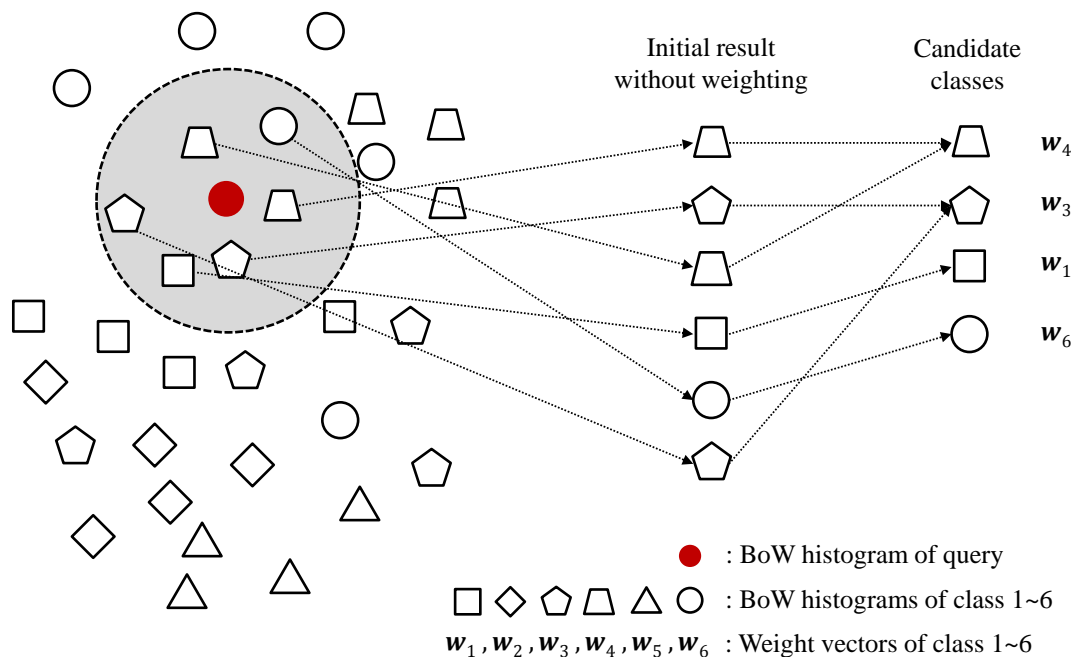 Initial result
without weighting
Candidate
classes
w4
w3
w1
w6
: BoW histogram of query
: BoW histograms of class 1~6
w1 , w2 , w3 , w4 , w5 , w6 : Weight vectors of class 1~6